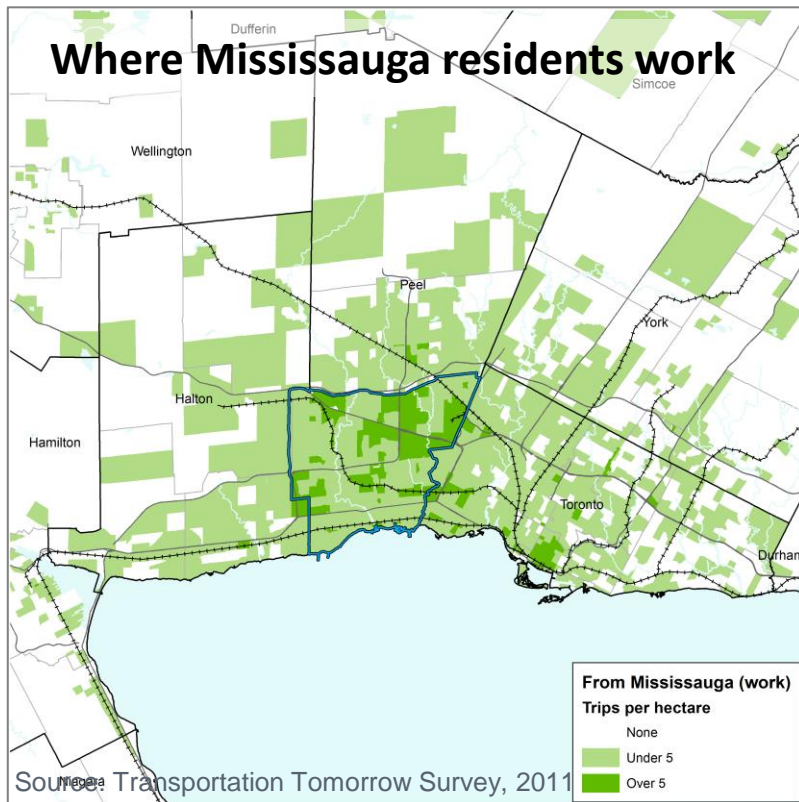 Dufferin
Where Mississauga residents work
Simcoe
Wellington
Peel
York
Halton
Hamilton
Toronto
Durham
From Mississauga (work)
Trips per hectare
None
Under 5
Over 5
Niagara
Source: Transportation Tomorrow Survey, 2011